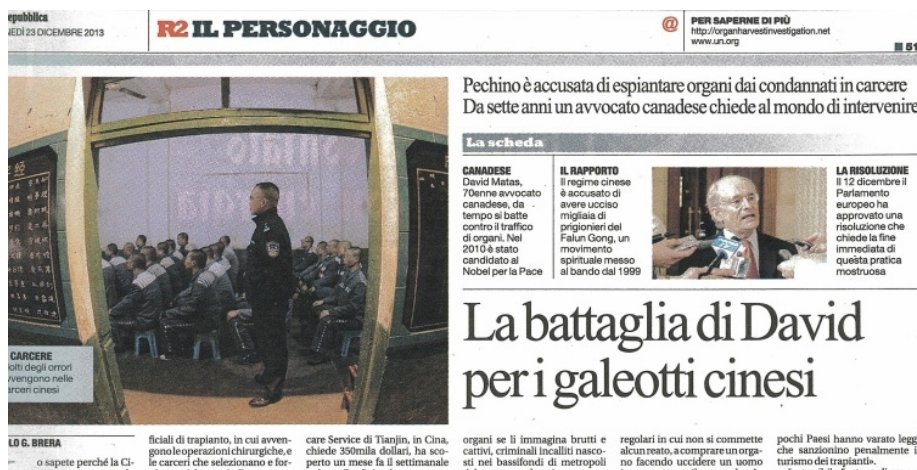 epubblica
NEDÌ 23 DICEMBRE 2013
R2 IL PERSONAGGIO
@
PER SAPERNE DI PIÙ
http://organharvestinvestigation.net
www.un.org
51
Pechino è accusata di espiantare organi dai condannati in carcere
Da sette anni un avvocato canadese chiede al mondo di intervenire
La scheda
CANADESE
David Matas,
70enne avvocato
canadese, da
tempo si batte
contro il traffico
di organi. Nel
2010 è stato
candidato al
Nobel per la Pace
IL RAPPORTO
Il regime cinese
è accusato di
avere ucciso
migliaia di
prigionieri del
Falun Gong, un
movimento
spirituale messo
al bando dal 1999
LA RISOLUZIONE
Il 12 dicembre il
Parlamento
europeo ha
approvato una
risoluzione che
chiede la fine
immediata di
questa pratica
mostruosa
La battaglia di David
per i galeotti cinesi
CARCERE
olti degli orrori
vvengono nelle
arceri cinesi
LO G. BRERA
o sapete perché la Ci-
ficiali di trapianto, in cui avven-
gono le operazioni chirurgiche, e
le carceri che selezionano e for-
care Service di Tianjin, in Cina,
chiede 350mila dollari, ha sco-
perto un mese fa il settimanale
organi se li immagina brutti e
cattivi, criminali incalliti nasco-
sti nei bassifondi di metropoli
regolari in cui non si commette
alcun reato, a comprare un orga-
no facendo uccidere un uomo
pochi Paesi hanno varato legg
che sanzionino penalmente i
turismo dei trapianti».